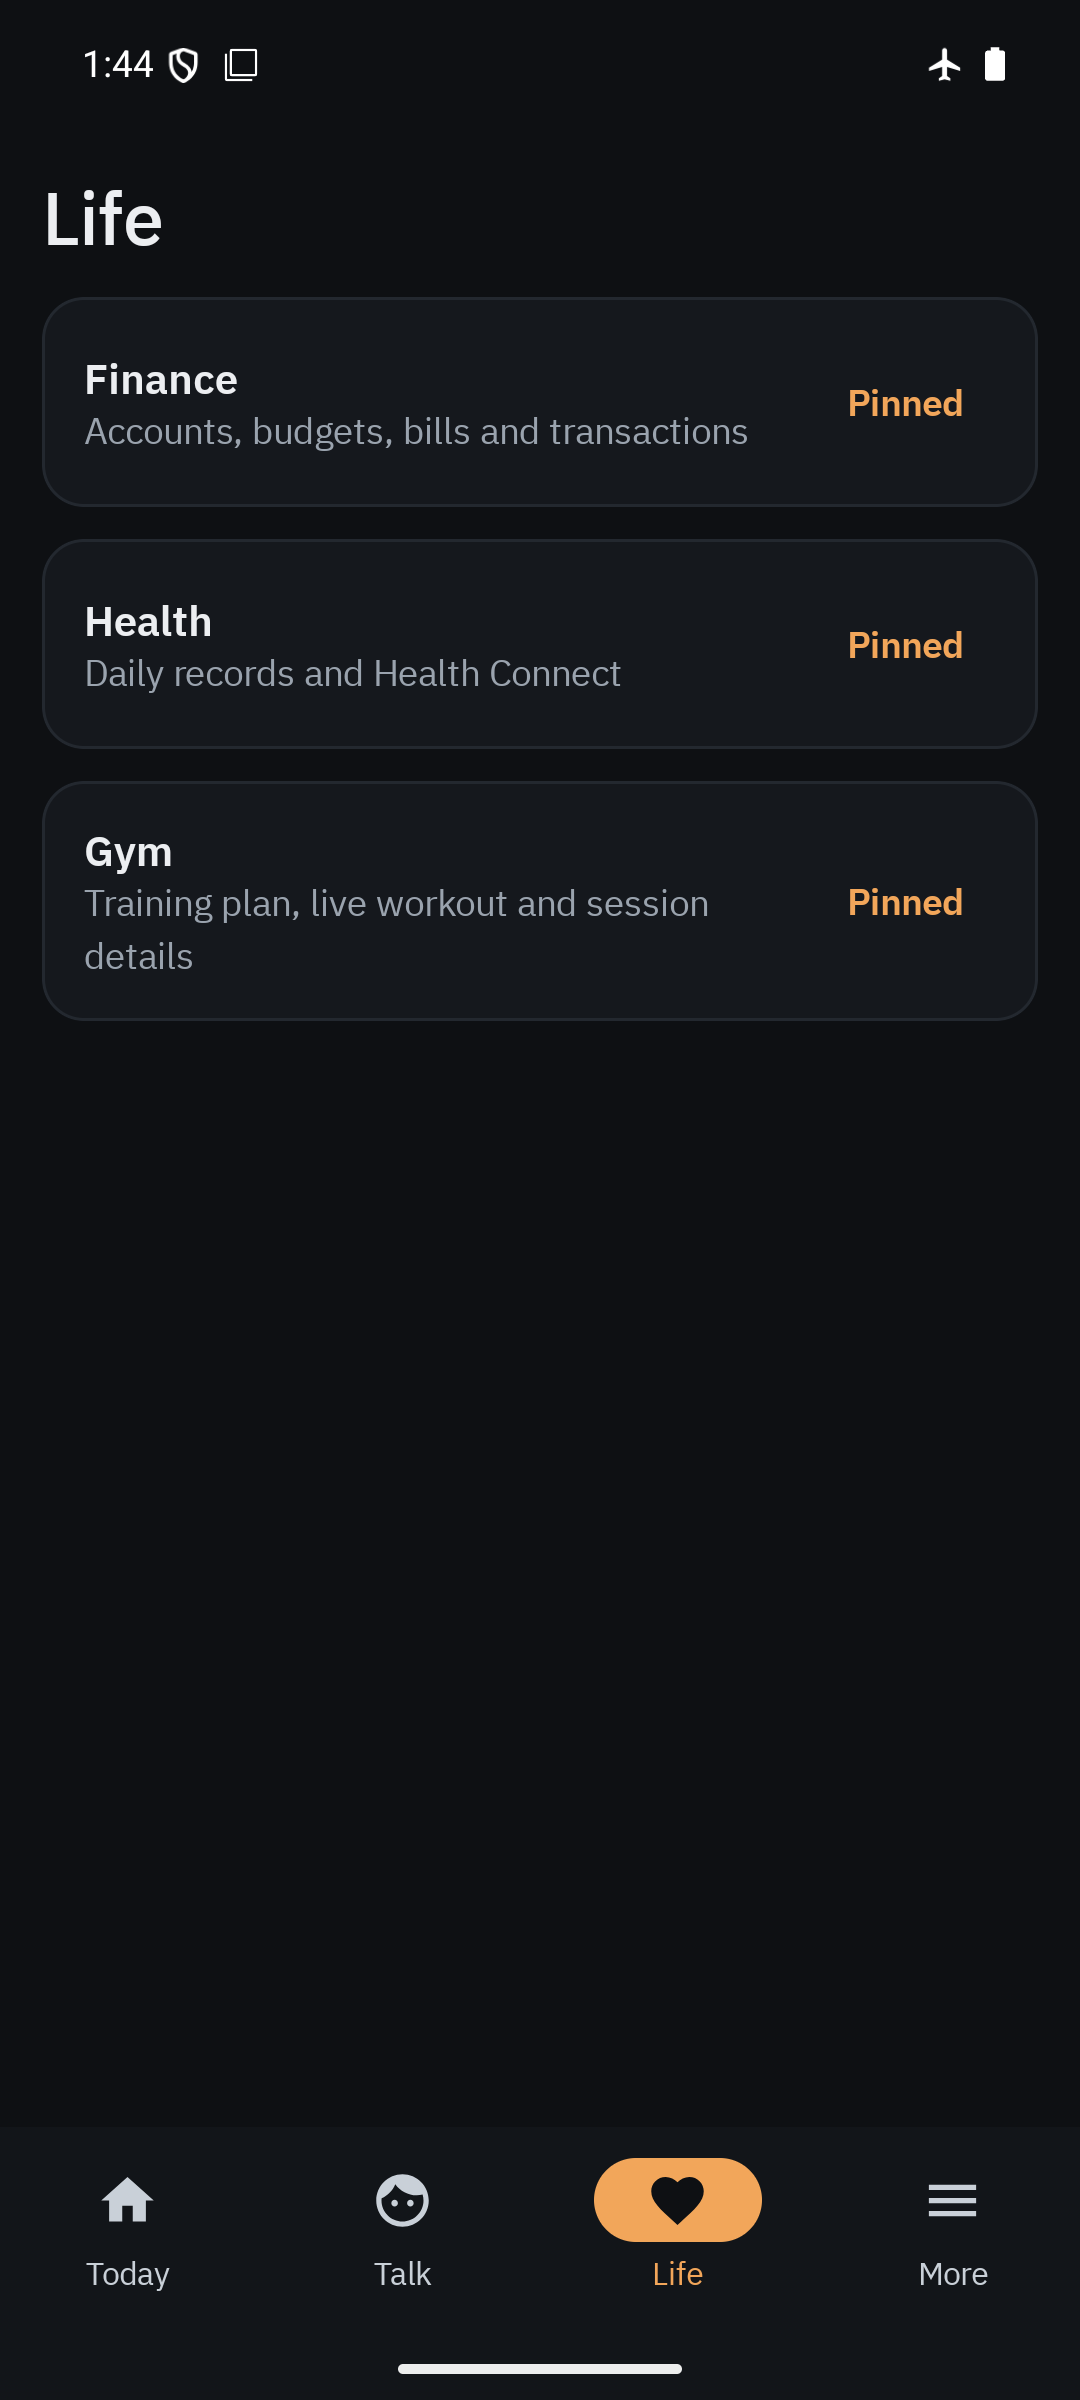 1:44
Life
Finance
Accounts, budgets, bills and transactions
Pinned
Health
Daily records and Health Connect
Pinned
Gym
Training plan, live workout and session
details
Pinned
Today
Talk
Life
More